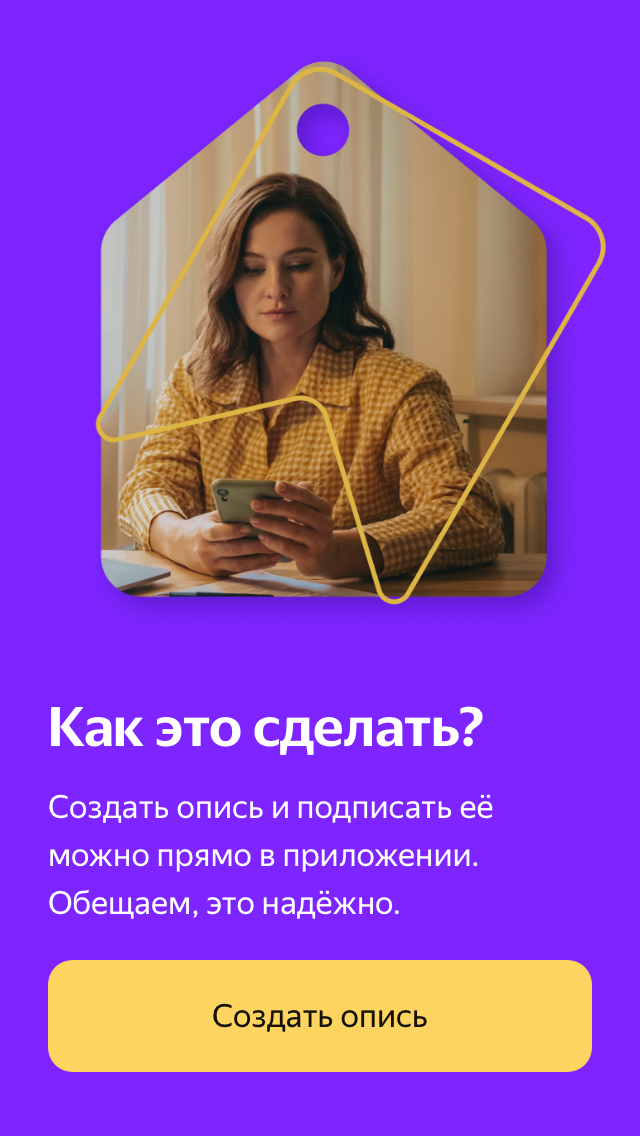 Как это сделать?
Создать опись и подписать её
можно прямо в приложении.
Обещаем, это надёжно.
Создать опись